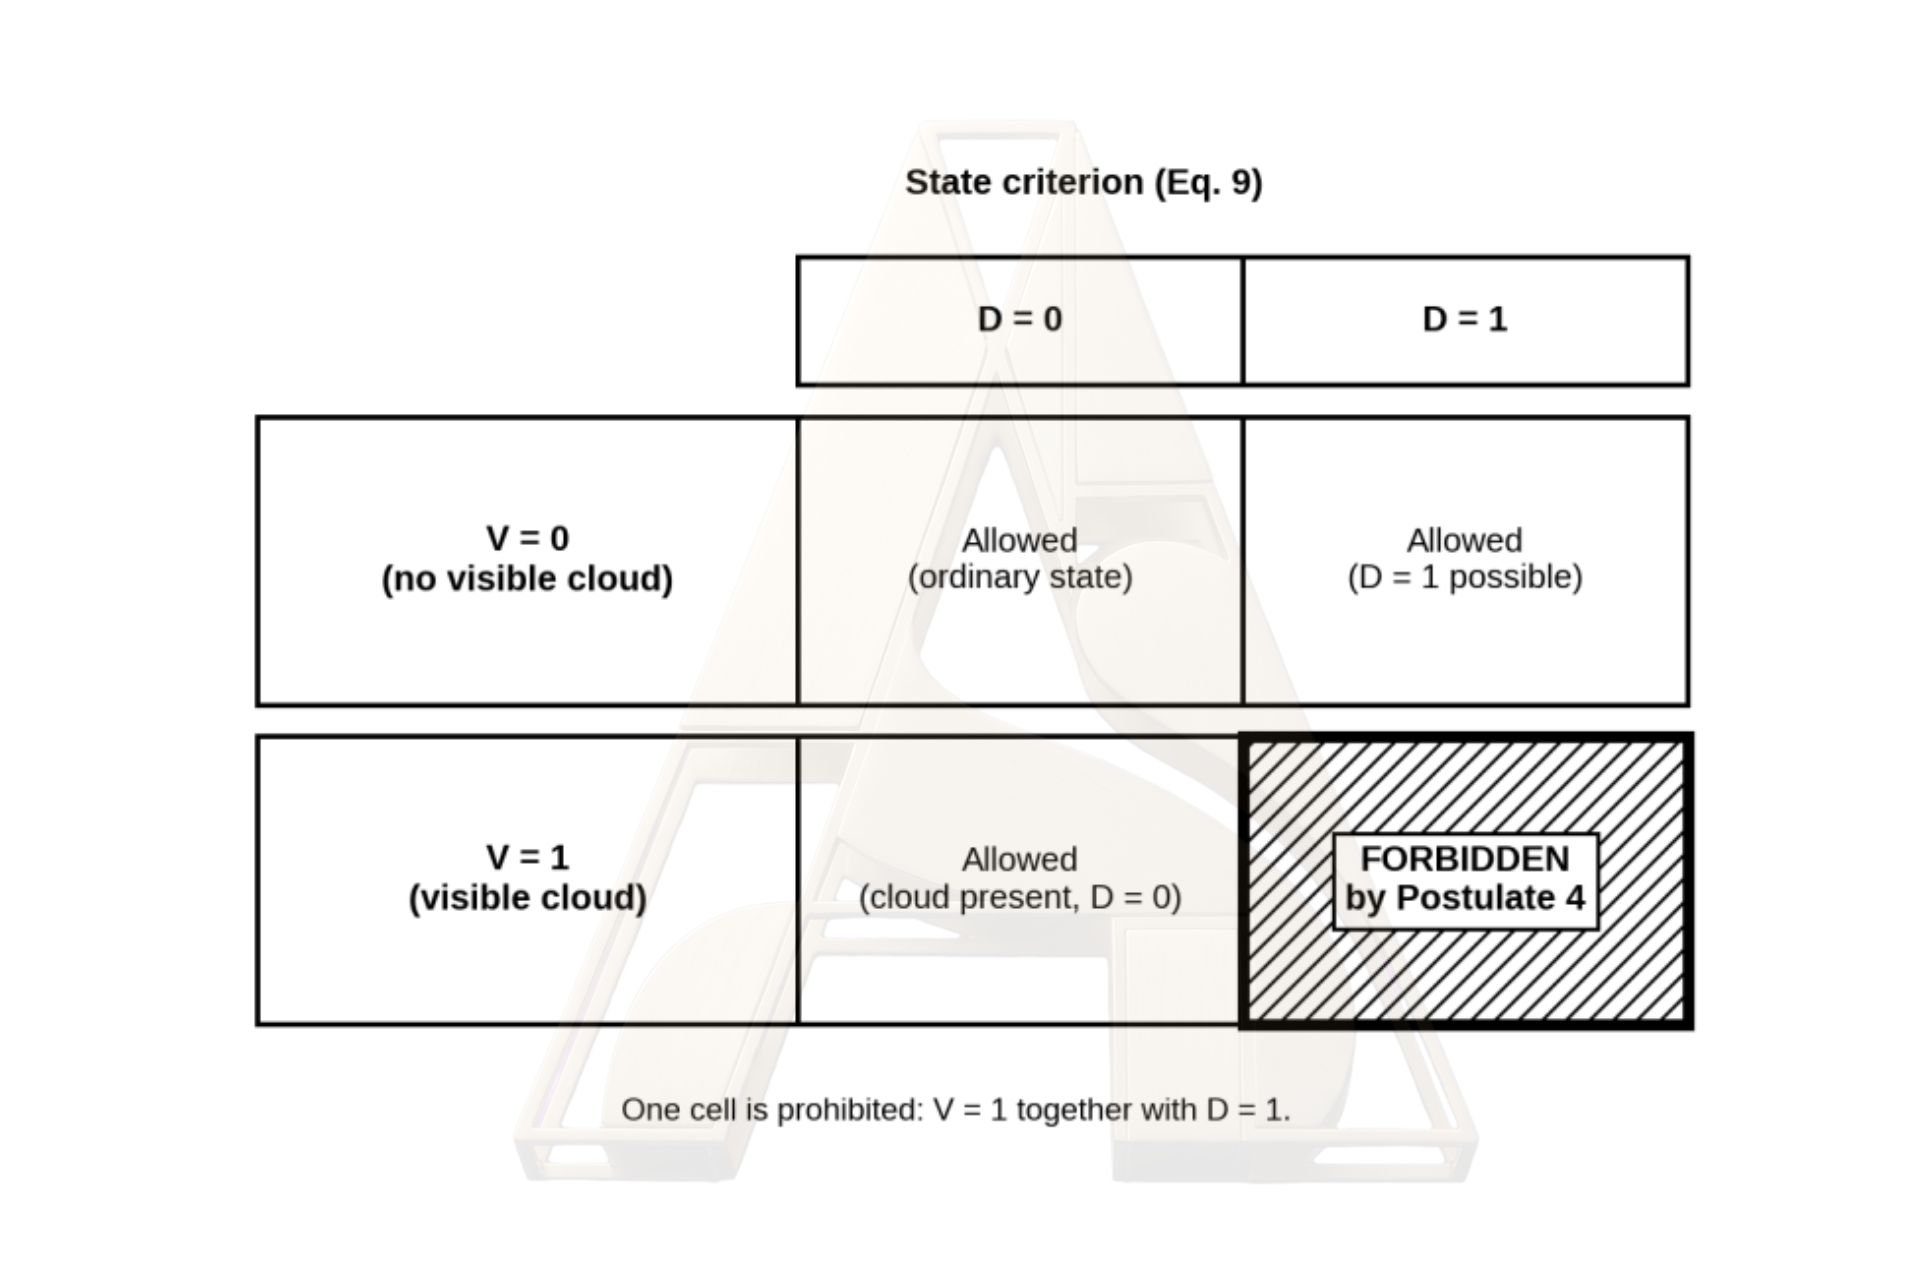 State criterion (Eq. 9)
D = 0
D = 1
V = 0
(no visible cloud)
Allowed
(ordinary state)
Allowed
(D = 1 possible)
V = 1
(visible cloud)
Allowed
(cloud present, D = 0)
FORBIDDEN
by Postulate 4
One cell is prohibited: V = 1 together with D = 1.